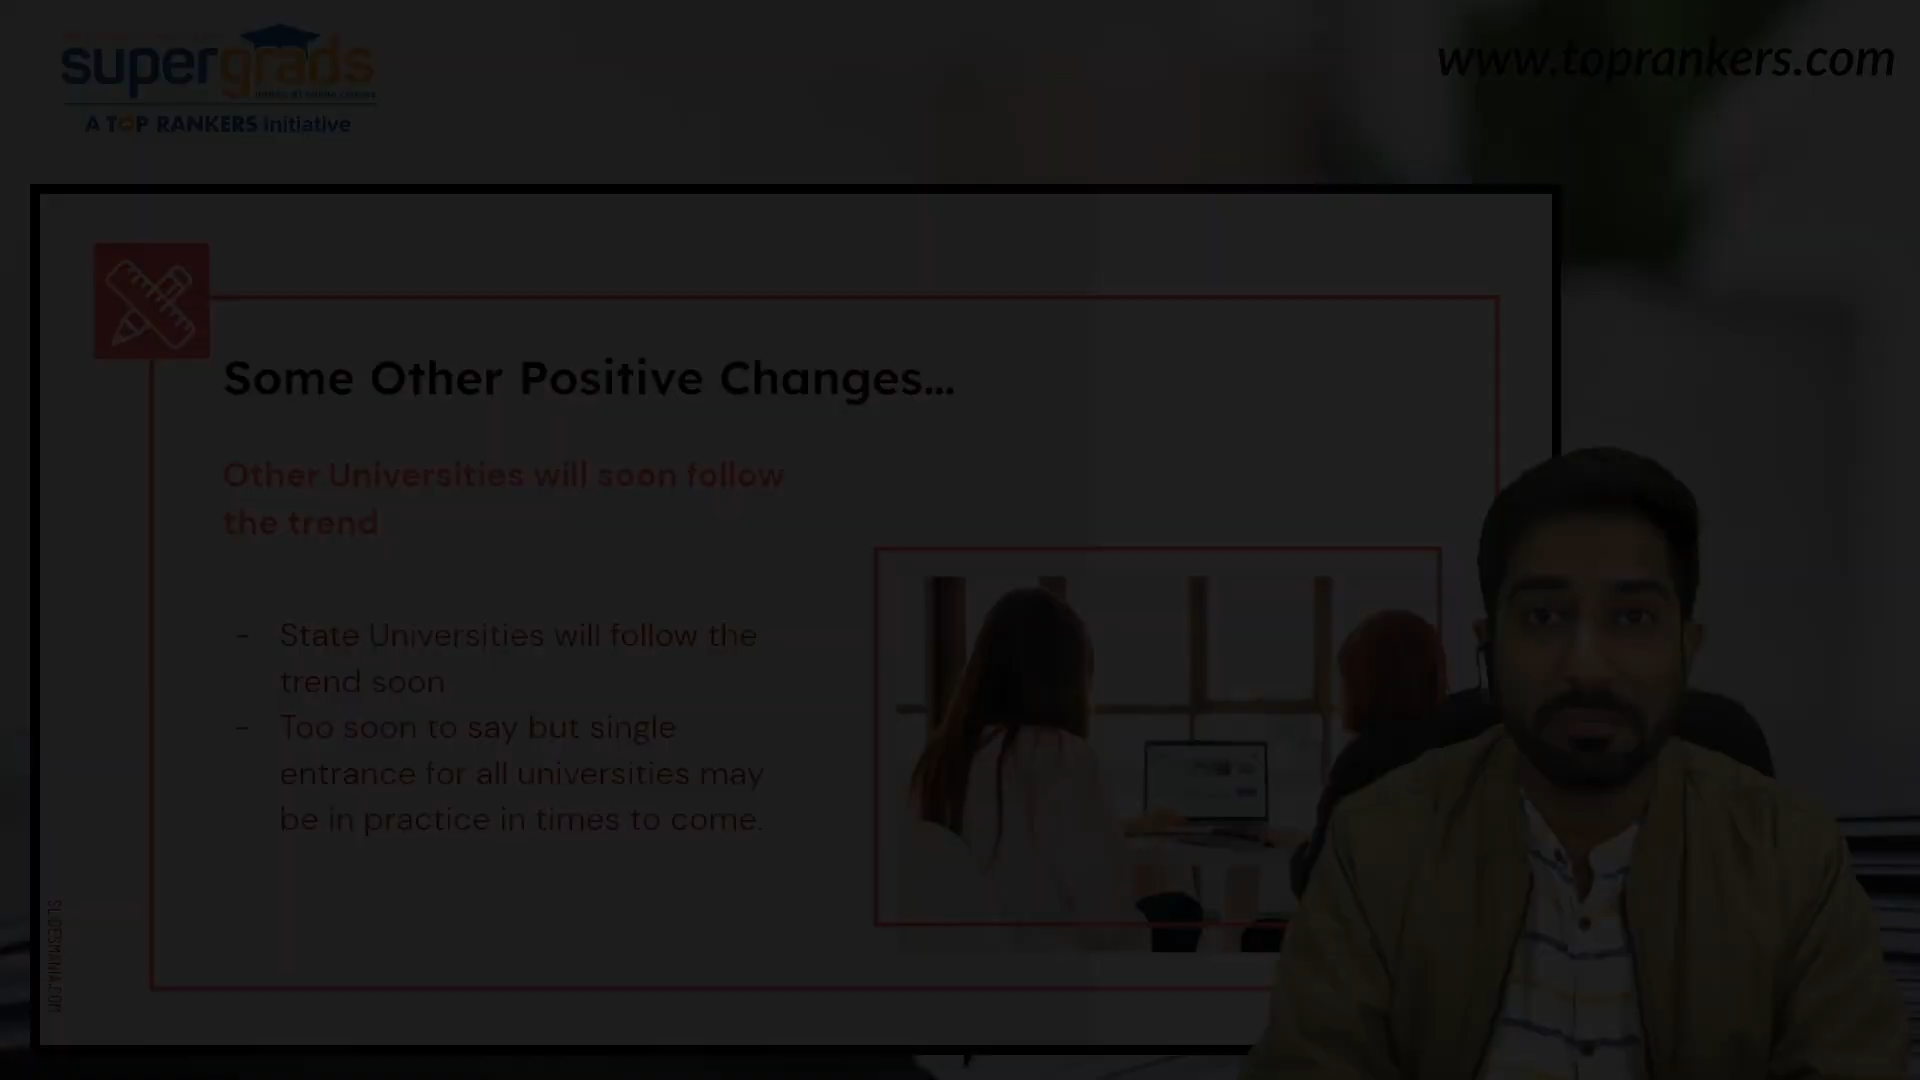 supergrads
A TOP RANKERS Initiative
www.toprankers.com
Some Other Positive Changes...
Other Universities will soon follow
the trend
- State Universities will follow the
trend soon
- Too soon to say but single
entrance for all universities may
be in practice in times to come.
SLIDESMANIA.COM